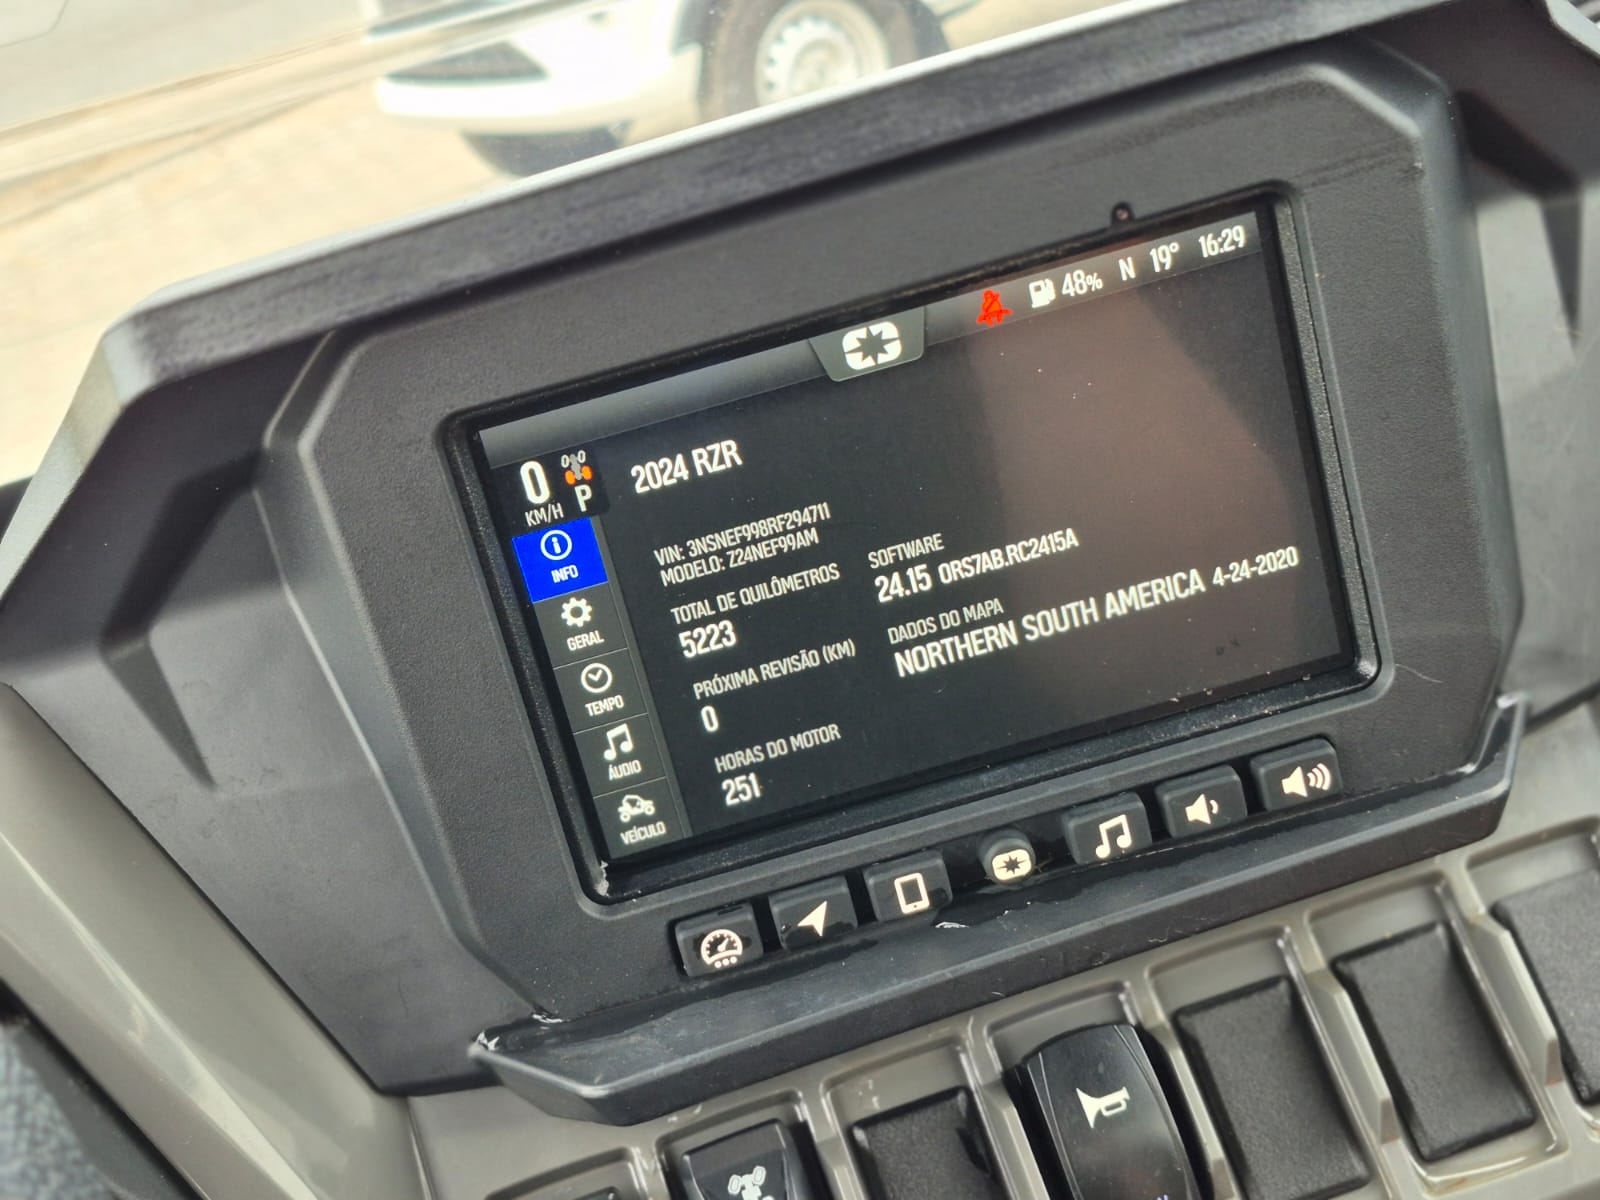 48% N 19° 16:29
0
KM/H P
2024 RZR
INFO
GERAL
TEMPO
ÁUDIO
VEÍCULO
VIN: 3NSNEF998RF294711
MODELO: Z24NEF99AM
TOTAL DE QUILÔMETROS
5223
PRÓXIMA REVISÃO (KM)
0
HORAS DO MOTOR
251
SOFTWARE
24.15 ORS7AB.RC2415A
DADOS DO MAPA
NORTHERN SOUTH AMERICA 4-24-2020